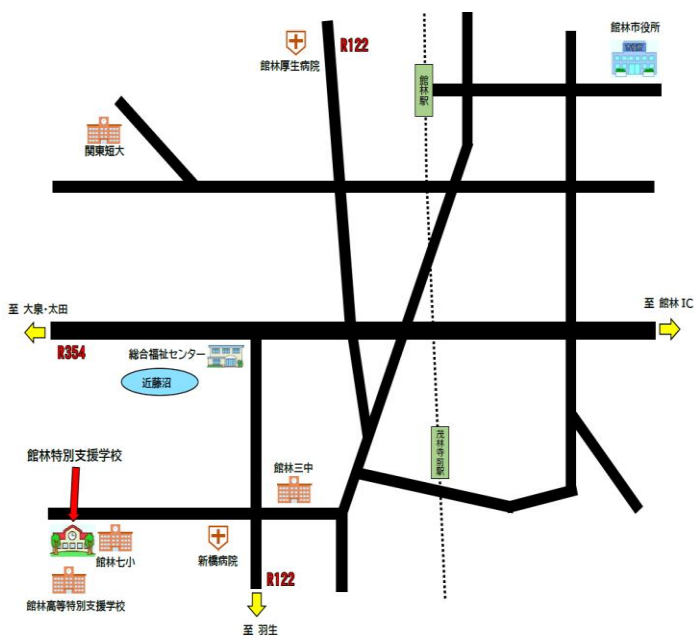 館林市役所
R122
館林厚生病院
館林駅
関東短大
至 大泉・太田
至 館林 IC
R354
総合福祉センター
近藤沼
茂林寺前駅
館林特別支援学校
館林三中
館林七小
新橋病院
R122
館林高等特別支援学校
至 羽生